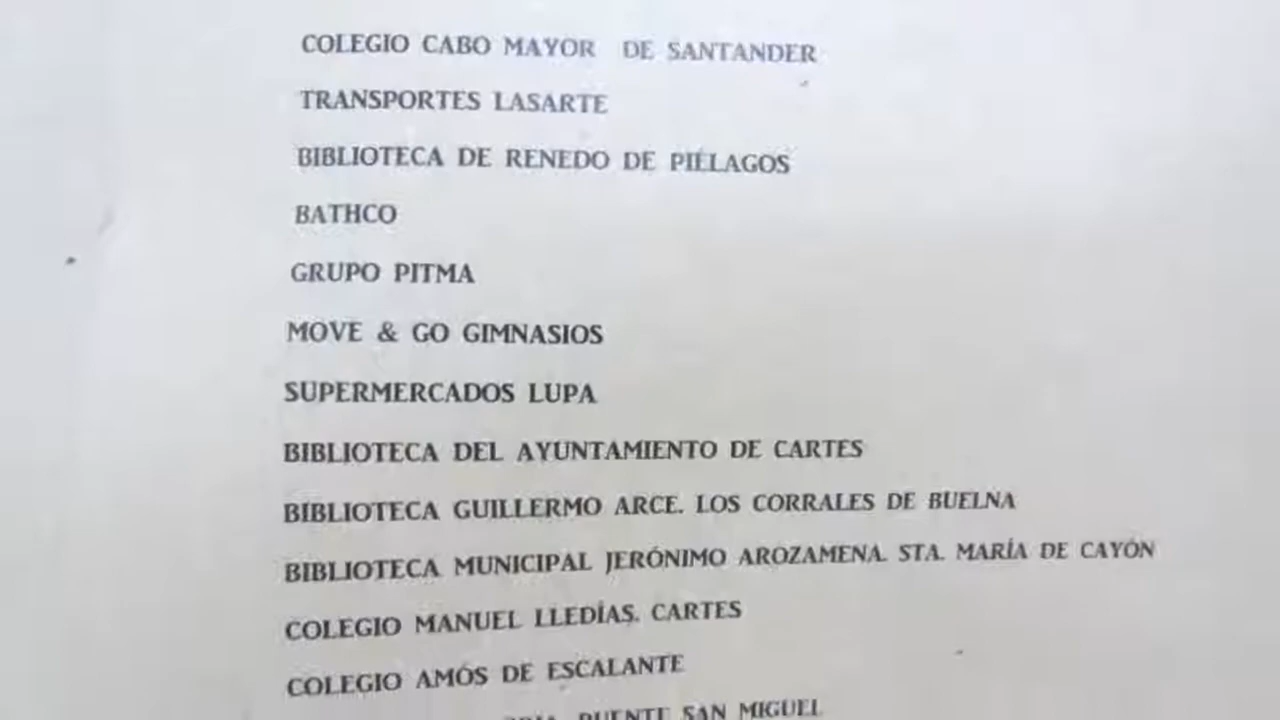 COLEGIO CABO MAYOR DE SANTANDER
TRANSPORTES LASARTE
BIBLIOTECA DE RENEDO DE PIÉLAGOS
BATHCO
GRUPO PITMA
MOVE & GO GIMNASIOS
SUPERMERCADOS LUPA
BIBLIOTECA DEL AYUNTAMIENTO DE CARTES
BIBLIOTECA GUILLERMO ARCE. LOS CORRALES DE BUELNA
BIBLIOTECA MUNICIPAL JERÓNIMO AROZAMENA. STA. MARÍA DE CAYÓN
COLEGIO MANUEL LLEDÍAS. CARTES
COLEGIO AMÓS DE ESCALANTE
PUENTE SAN MIGUEL